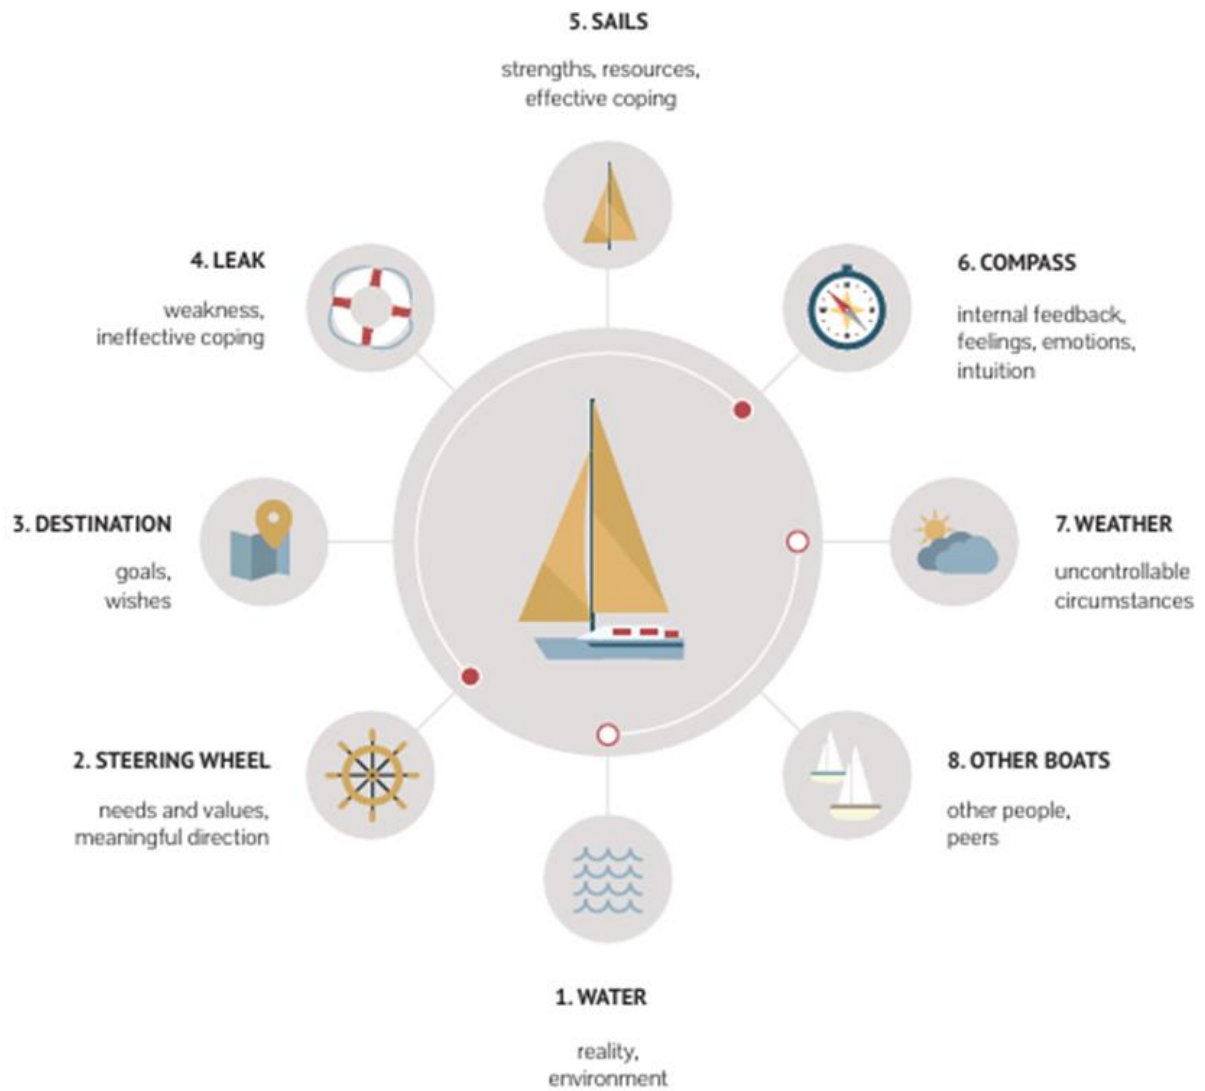 5. SAILS
strengths, resources,
effective coping
4. LEAK
weakness,
ineffective coping
6. COMPASS
internal feedback,
feelings, emotions,
intuition
3. DESTINATION
goals,
wishes
7. WEATHER
uncontrollable
circumstances
2. STEERING WHEEL
needs and values,
meaningful direction
8. OTHER BOATS
other people,
peers
1. WATER
reality,
environment